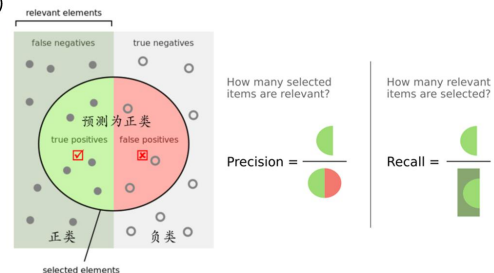 relevant elements
false negatives
true negatives
预测为正类
true positives
false positives
正类
负类
selected elements
How many selected
items are relevant?
Precision =
How many relevant
items are selected?
Recall =